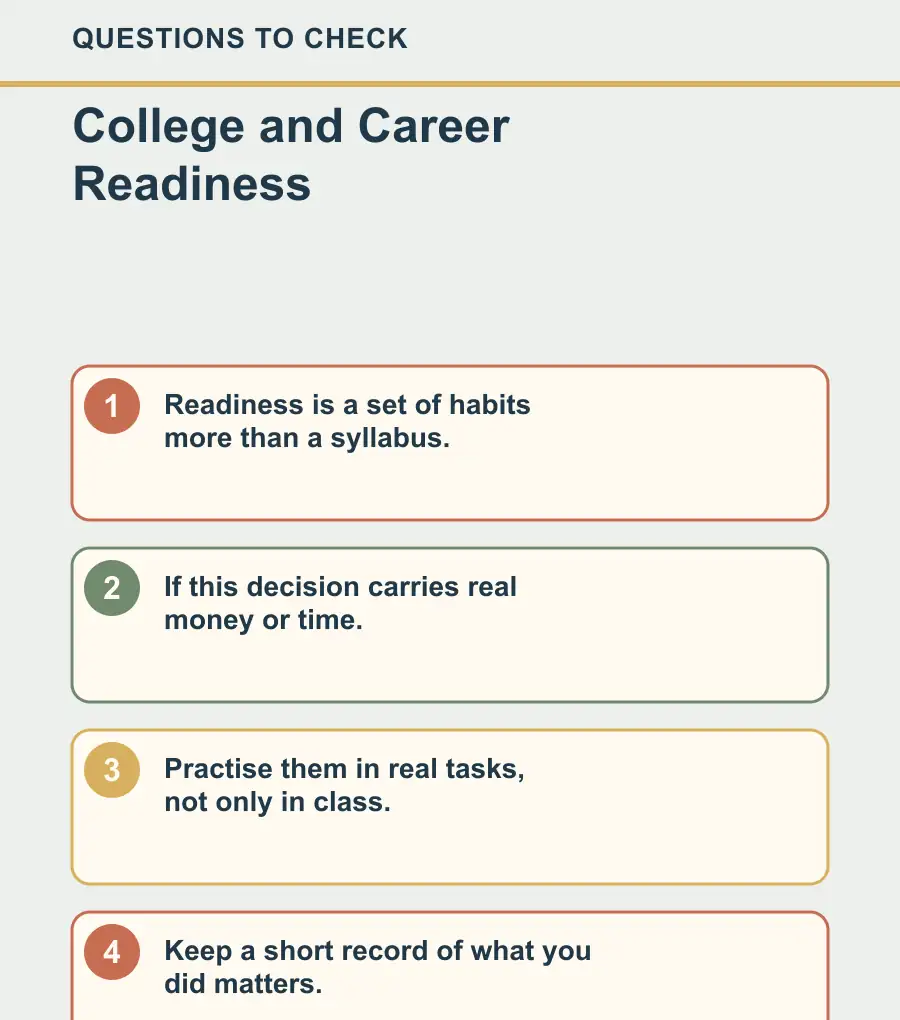 QUESTIONS TO CHECK
College and Career
Readiness
1
Readiness is a set of habits
more than a syllabus.
2
If this decision carries real
money or time.
3
Practise them in real tasks,
not only in class.
4
Keep a short record of what you
did matters.